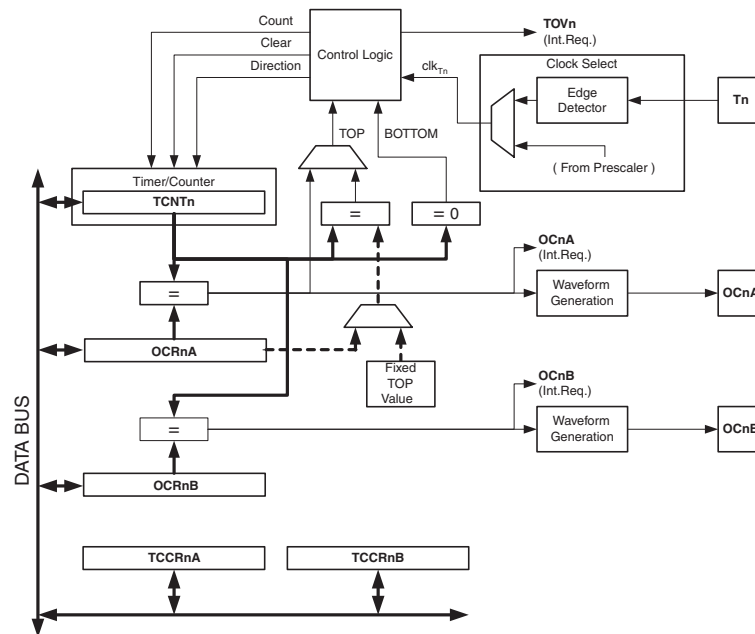 Count
Clear
Direction
Control Logic
TOVn
(Int.Req.)
clkTn
Clock Select
Edge
Detector
Tn
( From Prescaler )
TOP
BOTTOM
Timer/Counter
TCNTn
=
= 0
OCnA
(Int.Req.)
=
Waveform
Generation
OCnA
OCRnA
Fixed
TOP
Value
OCnB
(Int.Req.)
=
Waveform
Generation
OCnB
OCRnB
DATA BUS
TCCRnA
TCCRnB